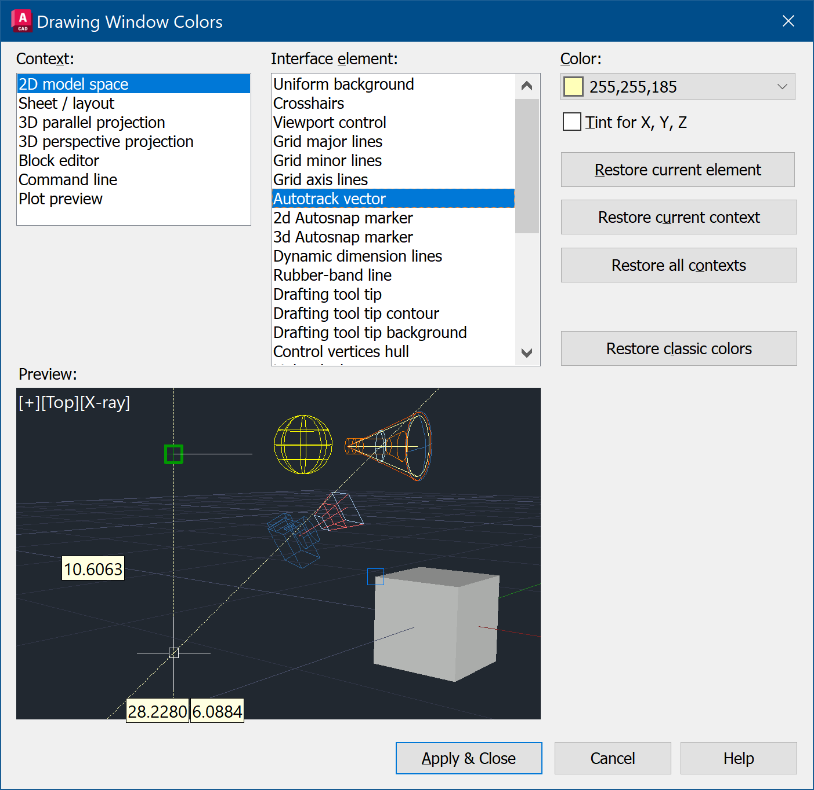 A
CAD
Drawing Window Colors
Context:
2D model space
Sheet / layout
3D parallel projection
3D perspective projection
Block editor
Command line
Plot preview
Interface element:
Uniform background
Crosshairs
Viewport control
Grid major lines
Grid minor lines
Grid axis lines
Autotrack vector
2d Autosnap marker
3d Autosnap marker
Dynamic dimension lines
Rubber-band line
Drafting tool tip
Drafting tool tip contour
Drafting tool tip background
Control vertices hull
Color:
255,255,185
Tint for X, Y, Z
Restore current element
Restore current context
Restore all contexts
Restore classic colors
Preview:
[+][Top][X-ray]
10.6063
28.2280 6.0884
Apply & Close
Cancel
Help